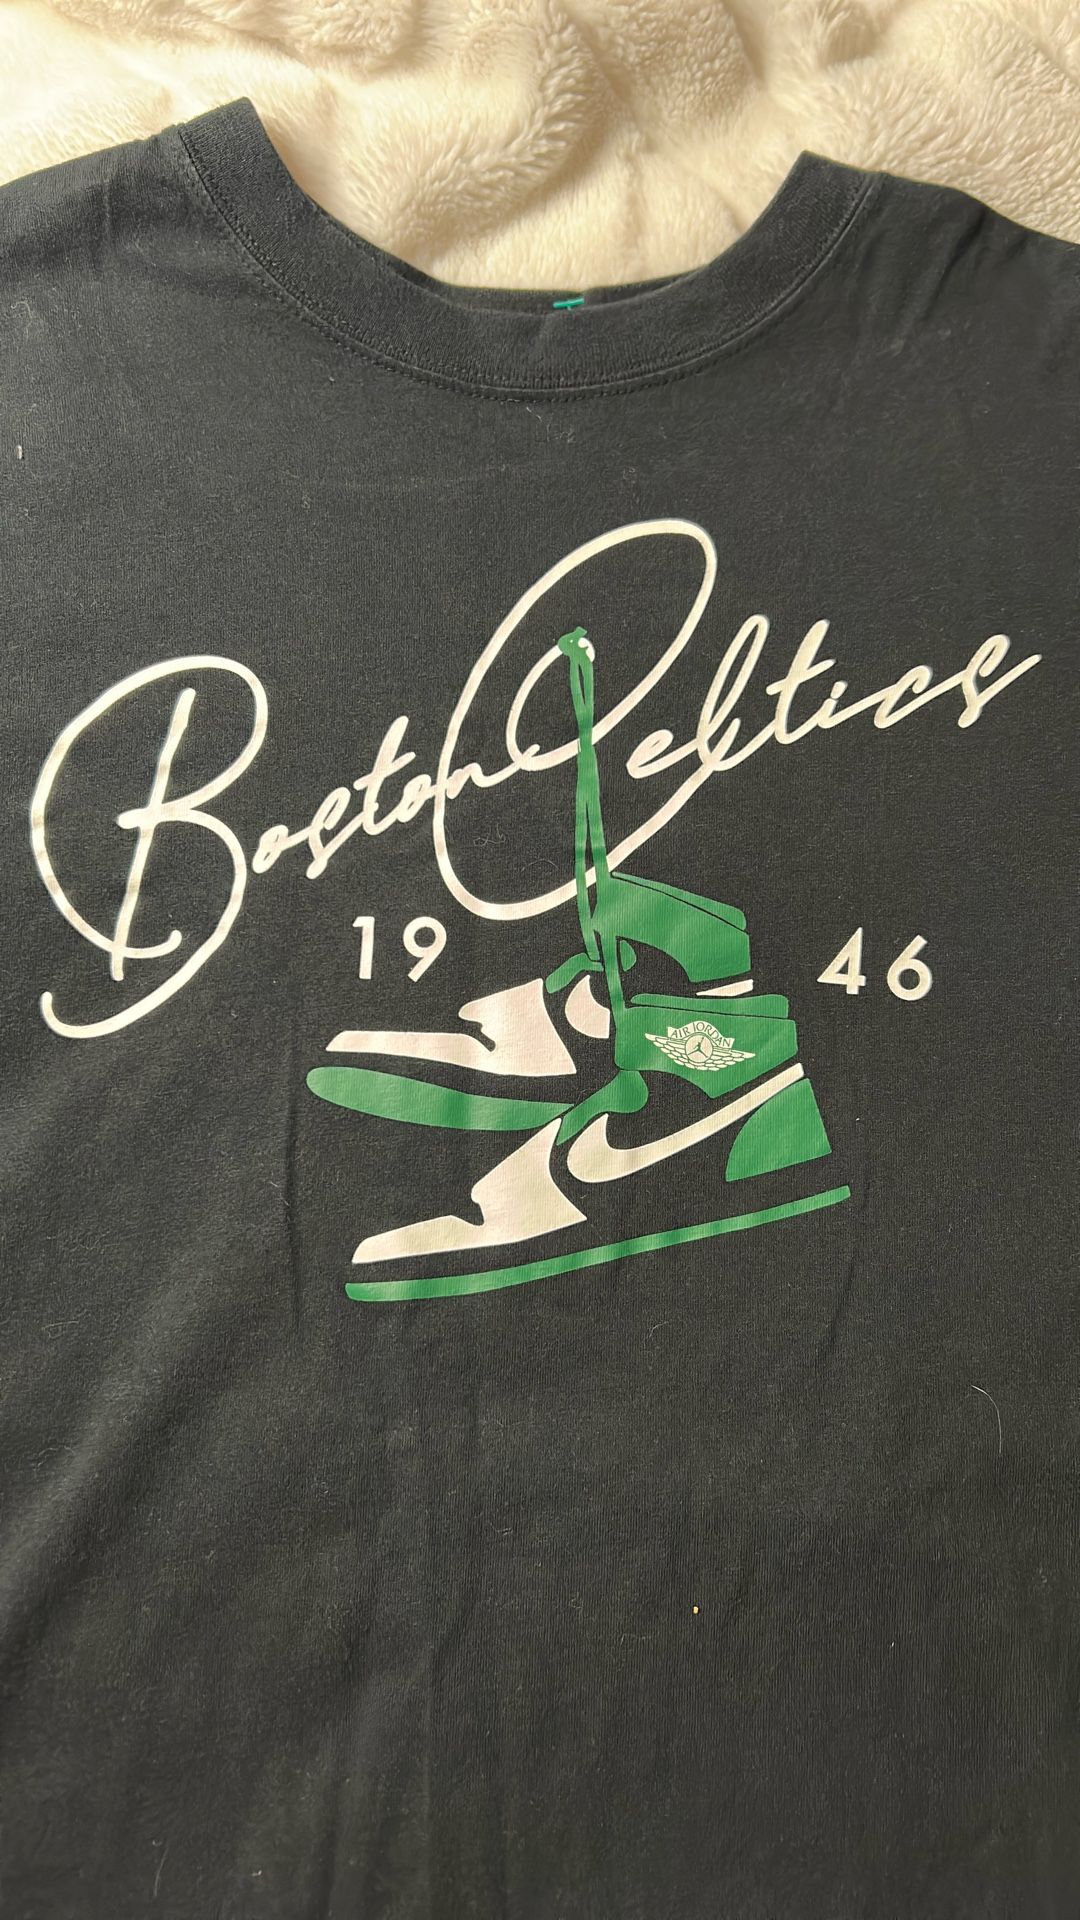 Boston Celtics
19 46
AIR JORDAN